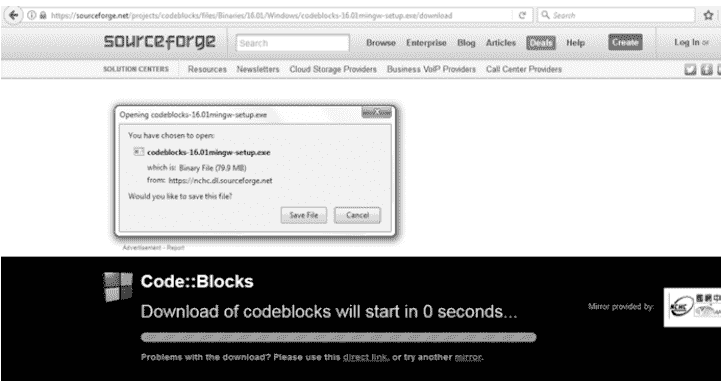 https://sourceforge.net/projects/codeblocks/files/Binaries/16.01/Windows/codeblocks-16.01mingw-setup.exe/download
Search
sourceforge
Search
Browse Enterprise Blog Articles Deals Help Create Log In or
SOLUTION CENTERS Resources Newsletters Cloud Storage Providers Business VoIP Providers Call Center Providers
Opening codeblocks-16.01mingw-setup.exe
You have chosen to open:
codeblocks-16.01mingw-setup.exe
which is: Binary File (79.9 MB)
from: https://nchc.dl.sourceforge.net
Would you like to save this file?
Save File Cancel
Advertisement - Report
Code::Blocks
Download of codeblocks will start in 0 seconds...
Mirror provided by:
NCHC
Problems with the download? Please use this direct link, or try another mirror.